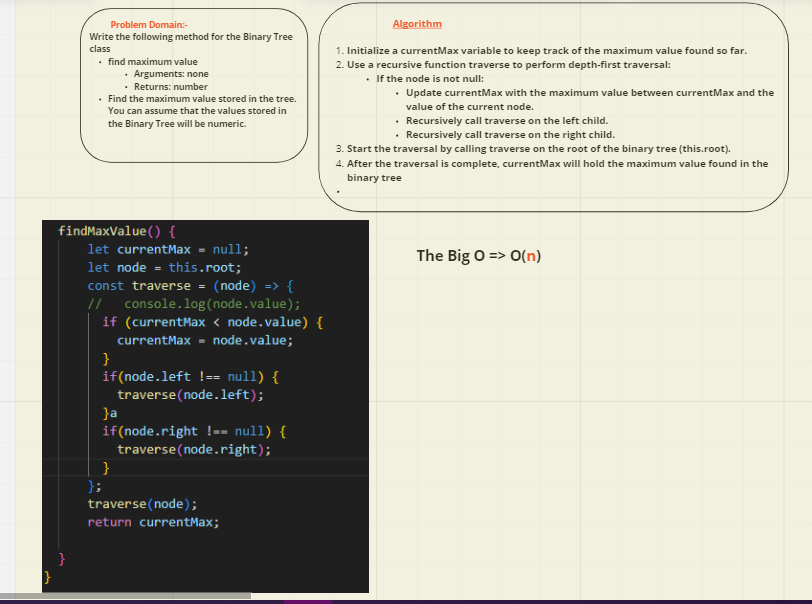 Problem Domain:-
Write the following method for the Binary Tree
class
• find maximum value
• Arguments: none
• Returns: number
• Find the maximum value stored in the tree.
You can assume that the values stored in
the Binary Tree will be numeric.
Algorithm
1. Initialize a currentMax variable to keep track of the maximum value found so far.
2. Use a recursive function traverse to perform depth-first traversal:
• If the node is not null:
• Update currentMax with the maximum value between currentMax and the
value of the current node.
• Recursively call traverse on the left child.
• Recursively call traverse on the right child.
3. Start the traversal by calling traverse on the root of the binary tree (this.root).
4. After the traversal is complete, currentMax will hold the maximum value found in the
binary tree
•
findMaxValue() {
let currentMax = null;
let node = this.root;
const traverse = (node) => {
//   console.log(node.value);
if (currentMax < node.value) {
currentMax = node.value;
}
if(node.left !== null) {
traverse(node.left);
}a
if(node.right !== null) {
traverse(node.right);
}
};
traverse(node);
return currentMax;
}
}
The Big O => O(n)